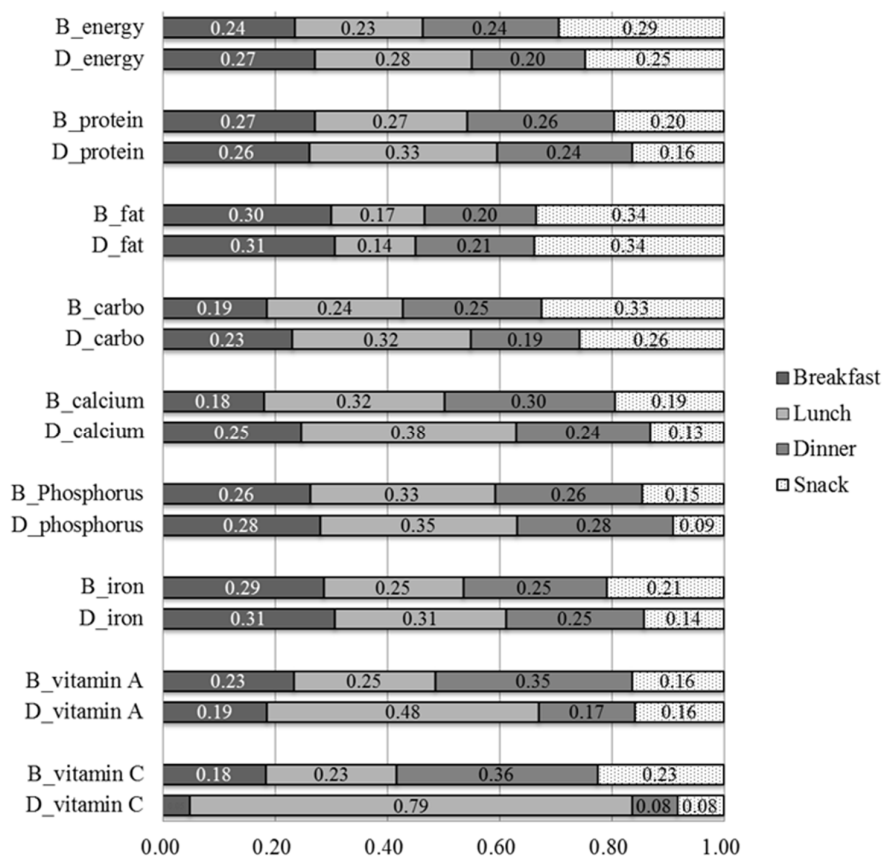 B_energy 0.24 0.23 0.24 0.29
D_energy 0.27 0.28 0.20 0.25
B_protein 0.27 0.27 0.26 0.20
D_protein 0.26 0.33 0.24 0.16
B_fat 0.30 0.17 0.20 0.34
D_fat 0.31 0.14 0.21 0.34
B_carbo 0.19 0.24 0.25 0.33
D_carbo 0.23 0.32 0.19 0.26
B_calcium 0.18 0.32 0.30 0.19
D_calcium 0.25 0.38 0.24 0.13
B_Phosphorus 0.26 0.33 0.26 0.15
D_phosphorus 0.28 0.35 0.28 0.09
B_iron 0.29 0.25 0.25 0.21
D_iron 0.31 0.31 0.25 0.14
B_vitamin A 0.23 0.25 0.35 0.16
D_vitamin A 0.19 0.48 0.17 0.16
B_vitamin C 0.18 0.23 0.36 0.23
D_vitamin C 0.79 0.08 0.08
0.00 0.20 0.40 0.60 0.80 1.00
Breakfast
Lunch
Dinner
Snack